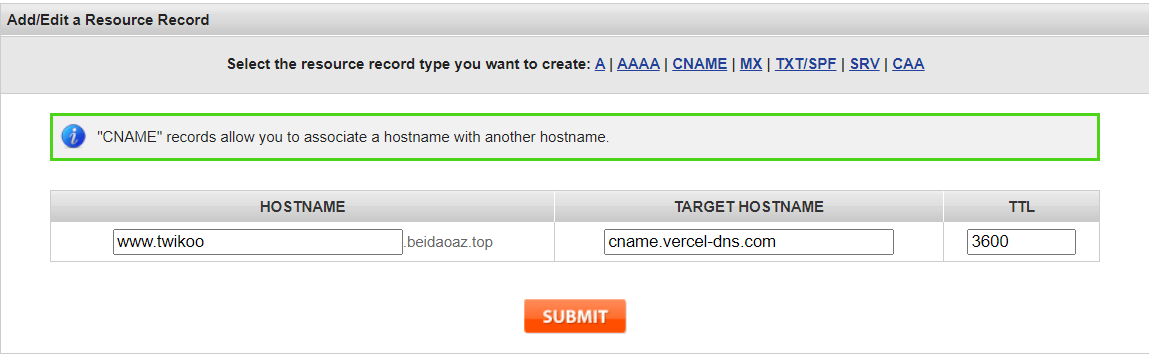 Add/Edit a Resource Record
Select the resource record type you want to create: A | AAAA | CNAME | MX | TXT/SPF | SRV | CAA
"CNAME" records allow you to associate a hostname with another hostname.
HOSTNAME TARGET HOSTNAME TTL
www.twikoo .beidaoaz.top cname.vercel-dns.com 3600
SUBMIT